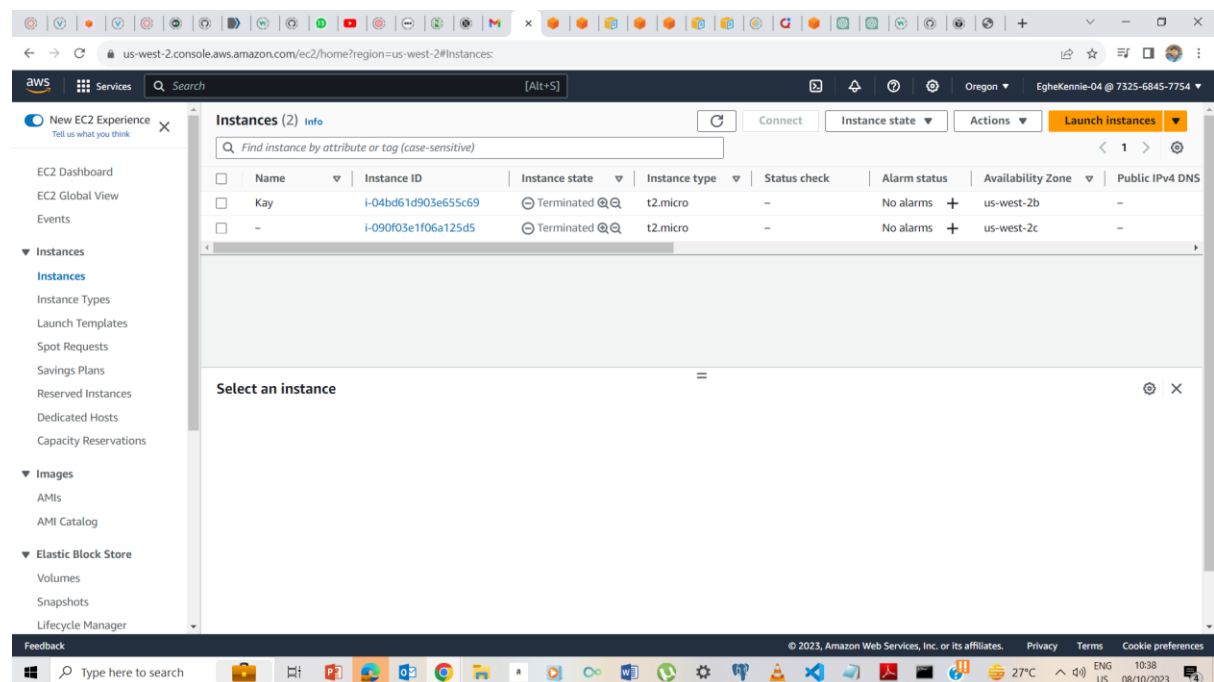 us-west-2.console.aws.amazon.com/ec2/home?region=us-west-2#Instances:
aws Services Search [Alt+S] Oregon EgheKennie-04 @ 7325-6845-7754
New EC2 Experience
Tell us what you think
EC2 Dashboard
EC2 Global View
Events
Instances
Instances
Instance Types
Launch Templates
Spot Requests
Savings Plans
Reserved Instances
Dedicated Hosts
Capacity Reservations
Images
AMIs
AMI Catalog
Elastic Block Store
Volumes
Snapshots
Lifecycle Manager
Instances (2) Info Connect Instance state Actions Launch instances
Find instance by attribute or tag (case-sensitive) 1
Name Instance ID Instance state Instance type Status check Alarm status Availability Zone Public IPv4 DNS
Kay i-04bd61d903e655c69 Terminated t2.micro – No alarms + us-west-2b –
– i-090f03e1f06a125d5 Terminated t2.micro – No alarms + us-west-2c –
Select an instance
Feedback © 2023, Amazon Web Services, Inc. or its affiliates. Privacy Terms Cookie preferences
Type here to search 27°C ENG 10:38
US 08/10/2023